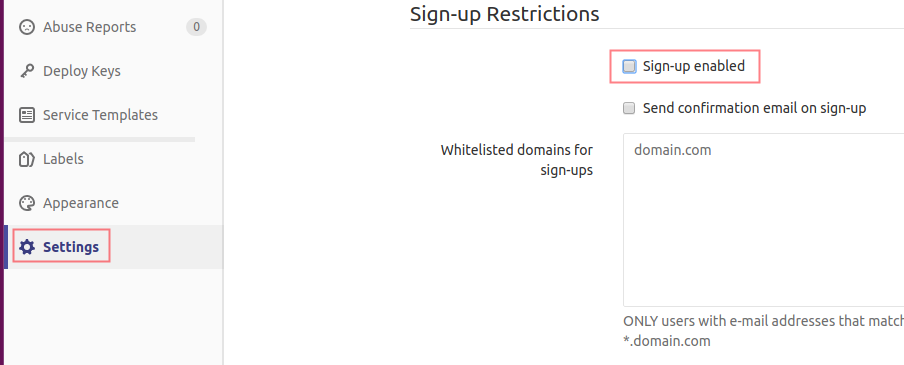 Abuse Reports 0
Deploy Keys
Service Templates
Labels
Appearance
Settings
Sign-up Restrictions
Sign-up enabled
Send confirmation email on sign-up
Whitelisted domains for
sign-ups
domain.com
ONLY users with e-mail addresses that match
*.domain.com